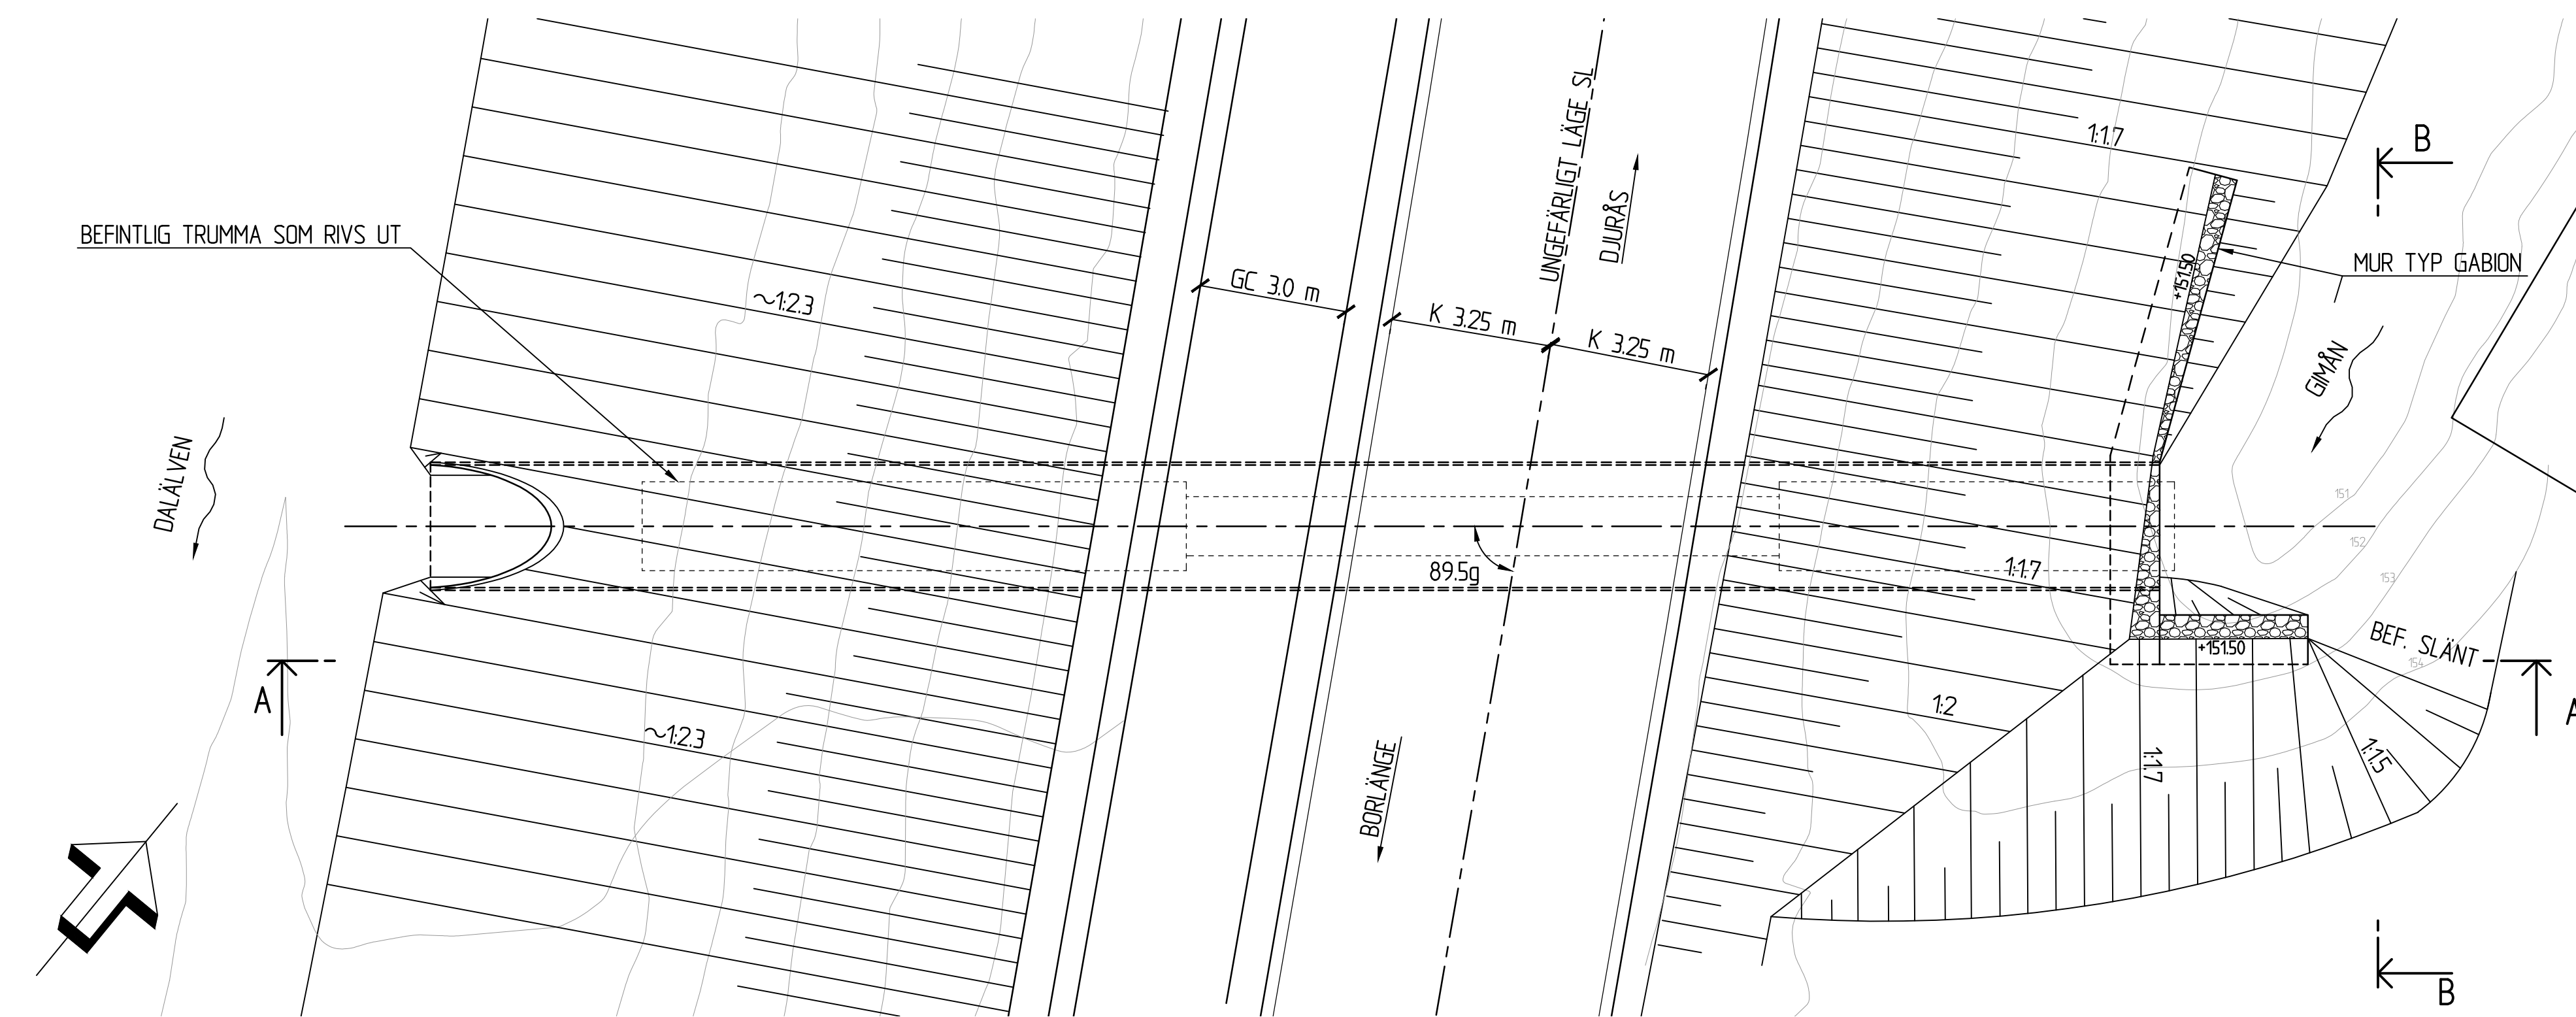 B
1:1.7
UNGEFÄRLIGT LÄGE SL
DJURÅS
BEFINTLIG TRUMMA SOM RIVS UT
MUR TYP GABION
+151.50
GC 3.0 m
~1:2.3
K 3.25 m
K 3.25 m
GIMÅN
DALÄLVEN
151
152
89.5g
1:1.7
153
BEF. SLÄNT
+151.50
154
A
A
1:2
~1:2.3
1:1.7
1:1.5
BORLÄNGE
B